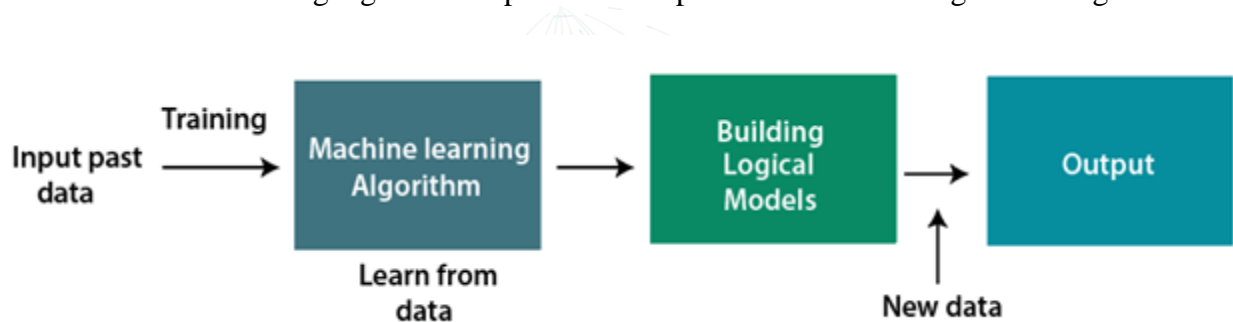 Training
Input past
data
Machine learning
Algorithm
Learn from
data
Building
Logical
Models
New data
Output